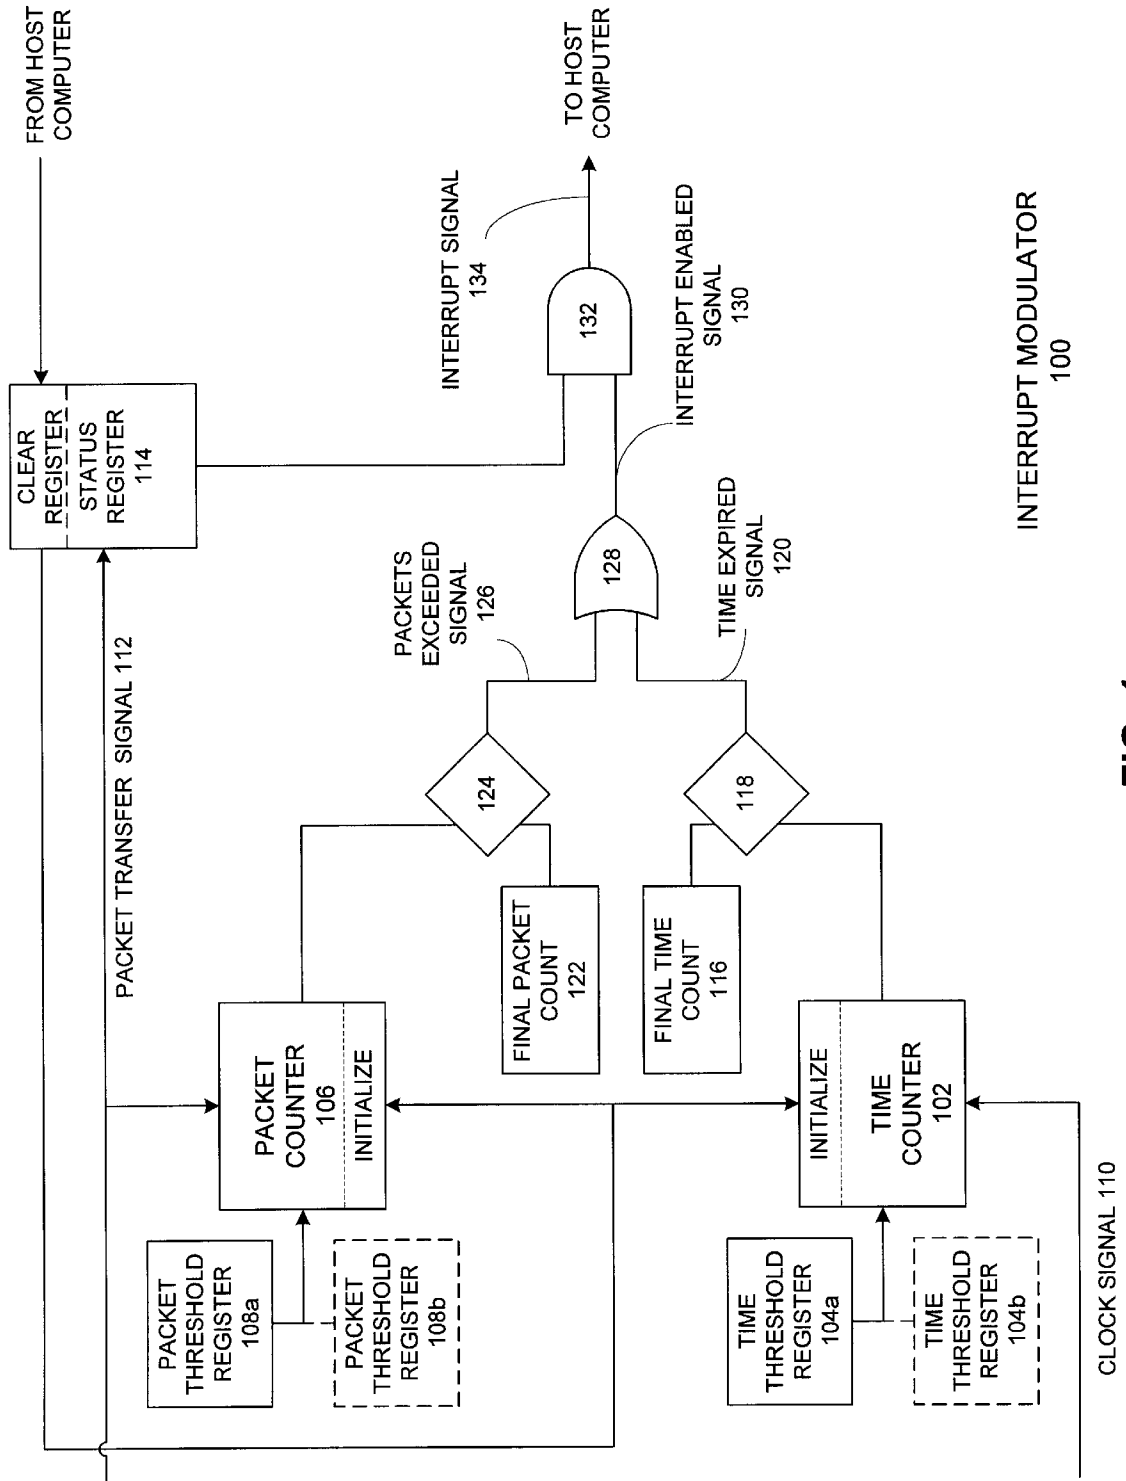 FROM HOST
COMPUTER
CLEAR
REGISTER
STATUS
REGISTER
114
PACKET TRANSFER SIGNAL 112
TO HOST
COMPUTER
INTERRUPT SIGNAL
134
132
INTERRUPT ENABLED
SIGNAL
130
PACKETS
EXCEEDED
SIGNAL
126
128
TIME EXPIRED
SIGNAL
120
124
118
FINAL PACKET
COUNT
122
FINAL TIME
COUNT
116
PACKET
COUNTER
106
INITIALIZE
INITIALIZE
TIME
COUNTER
102
PACKET
THRESHOLD
REGISTER
108a
PACKET
THRESHOLD
REGISTER
108b
TIME
THRESHOLD
REGISTER
104a
TIME
THRESHOLD
REGISTER
104b
CLOCK SIGNAL 110
INTERRUPT MODULATOR
100